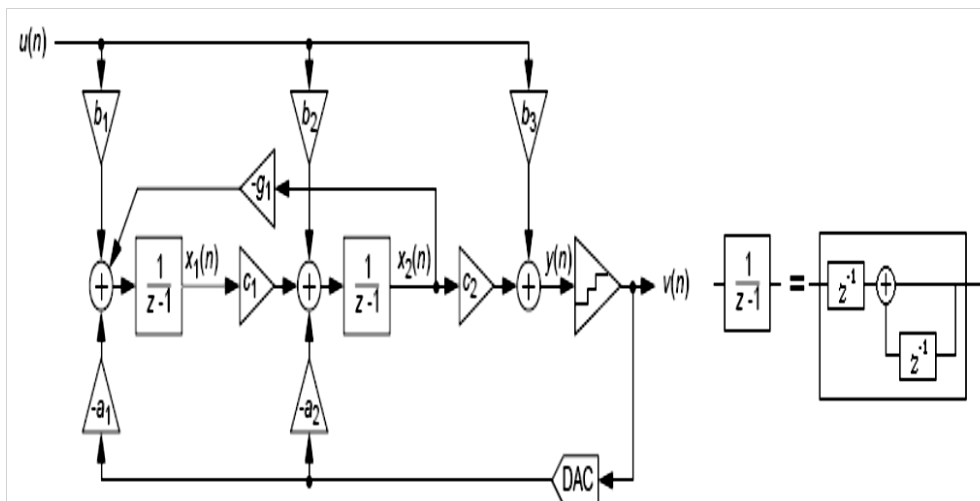 u(n)
b1 b2 b3
-g1
1
z-1
x1(n)
c1
1
z-1
x2(n)
c2
y(n)
v(n)
1
z-1
=
z^-1
z^-1
-a1
-a2
DAC